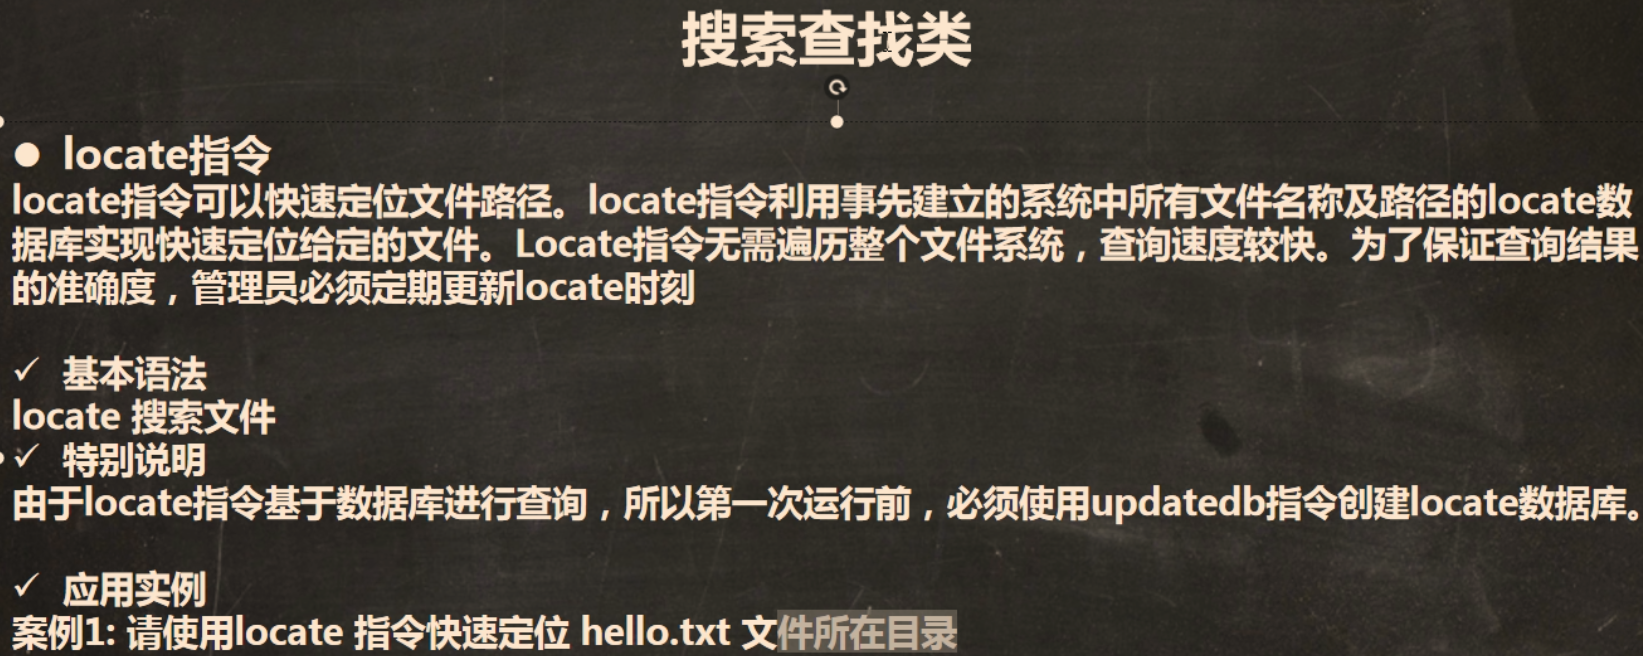 搜索查找类
● locate指令
locate指令可以快速定位文件路径。locate指令利用事先建立的系统中所有文件名称及路径的locate数
据库实现快速定位给定的文件。Locate指令无需遍历整个文件系统，查询速度较快。为了保证查询结果
的准确度，管理员必须定期更新locate时刻
✓ 基本语法
locate 搜索文件
✓ 特别说明
由于locate指令基于数据库进行查询，所以第一次运行前，必须使用updatedb指令创建locate数据库。
✓ 应用实例
案例1: 请使用locate 指令快速定位 hello.txt 文件所在目录